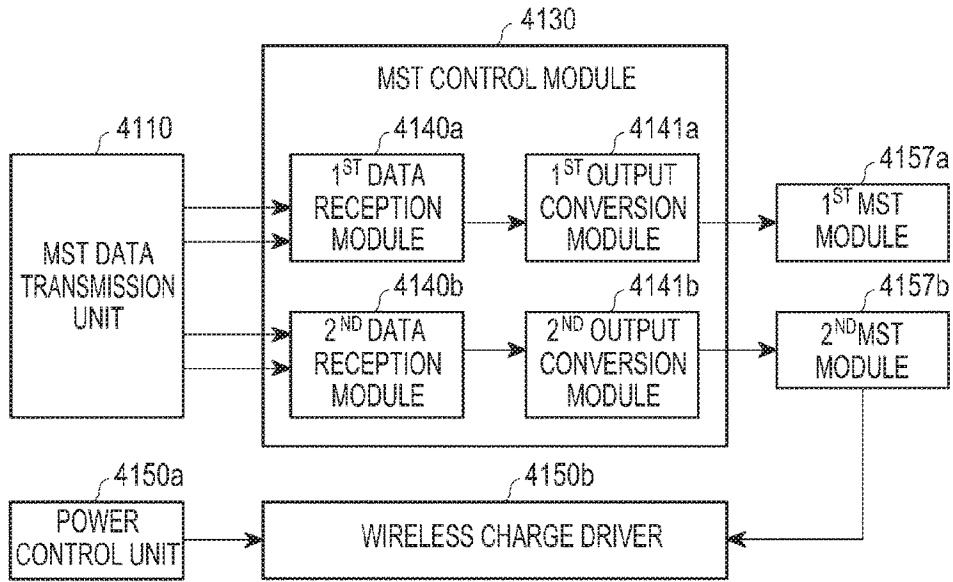 4130
MST CONTROL MODULE
4110
MST DATA
TRANSMISSION
UNIT
4140a
1ST DATA
RECEPTION
MODULE
4141a
1ST OUTPUT
CONVERSION
MODULE
4157a
1ST MST
MODULE
4140b
2ND DATA
RECEPTION
MODULE
4141b
2ND OUTPUT
CONVERSION
MODULE
4157b
2ND MST
MODULE
4150a
POWER
CONTROL UNIT
4150b
WIRELESS CHARGE DRIVER